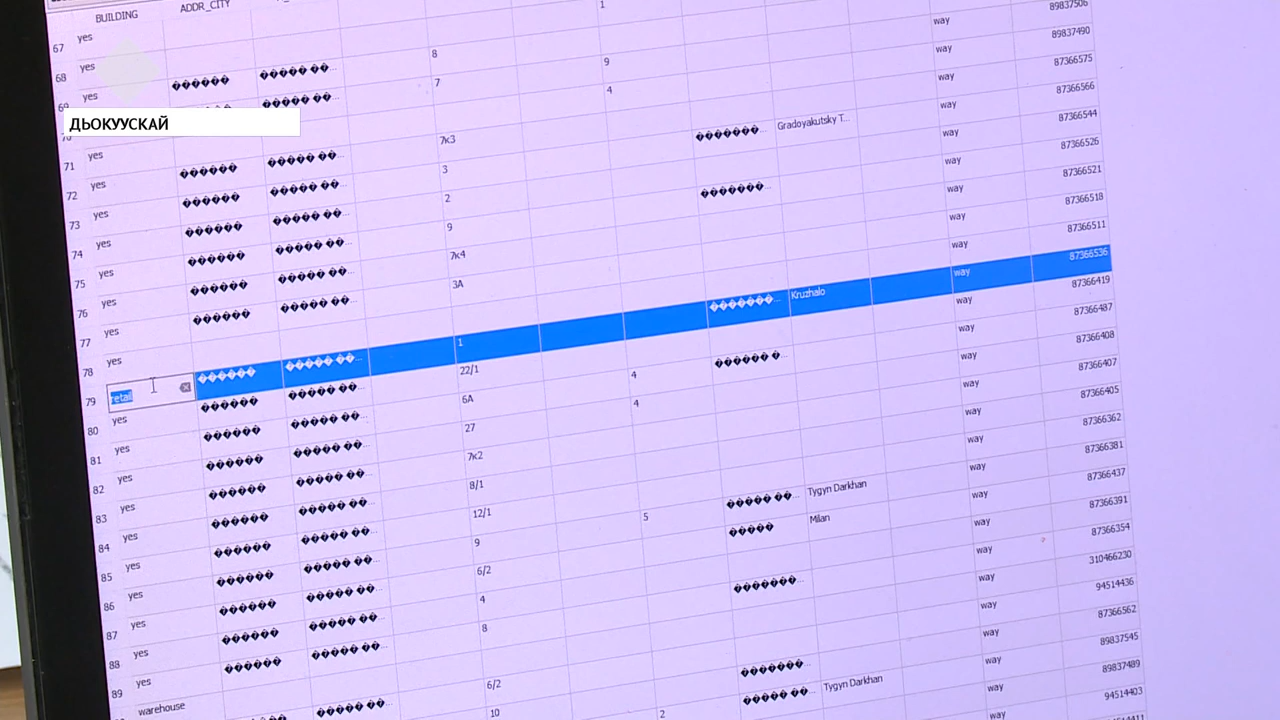 BUILDING ADDR_CITY
67 yes
68 yes 1
69 yes ������ ����� ��... 8
ДЬОКУУСКАЙ
����� ��... 7 9 way 89837506
71 yes 4 way 89837490
72 yes ������ ����� ��... 7к3 way 87366575
73 yes ������ ����� ��... 3 �������... Gradoyakutsky T... way 87366566
74 yes ������ ����� ��... 2 way 87366544
75 yes ������ ����� ��... 9 �������... way 87366526
76 yes ������ ����� ��... 7к4 way 87366521
77 yes ������ ����� ��... 3А way 87366518
78 yes way 87366511
79 retail ������ ����� ��... 1 �������... Kruzhalo way 87366536
80 yes ������ ����� ��... 22/1 way 87366419
81 yes ������ ����� ��... 6А 4 ������ �... way 87366487
82 yes ������ ����� ��... 27 4 way 87366408
83 yes ������ ����� ��... 7к2 way 87366407
84 yes ������ ����� ��... 8/1 way 87366405
85 yes ������ ����� ��... 12/1 way 87366362
86 yes ������ ����� ��... 9 5 ����� ��... Tygyn Darkhan way 87366381
87 yes ������ ����� ��... 6/2 ����� Milan way 87366437
88 yes ������ ����� ��... 4 way 87366391
89 yes ������ ����� ��... 8 �������... way 87366354
warehouse way 310466230
����� ��... 6/2 way 94514436
10 �������... way 87366562
2 ����� ��... Tygyn Darkhan way 89837545
way 89837489
way 94514403